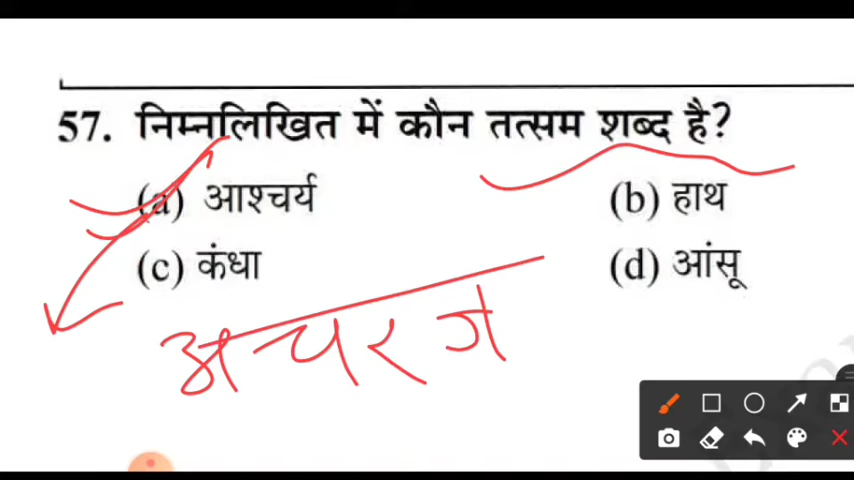 57. निम्नलिखित में कौन तत्सम शब्द है?
(a) आश्चर्य (b) हाथ
(c) कंधा (d) आंसू
अचरज